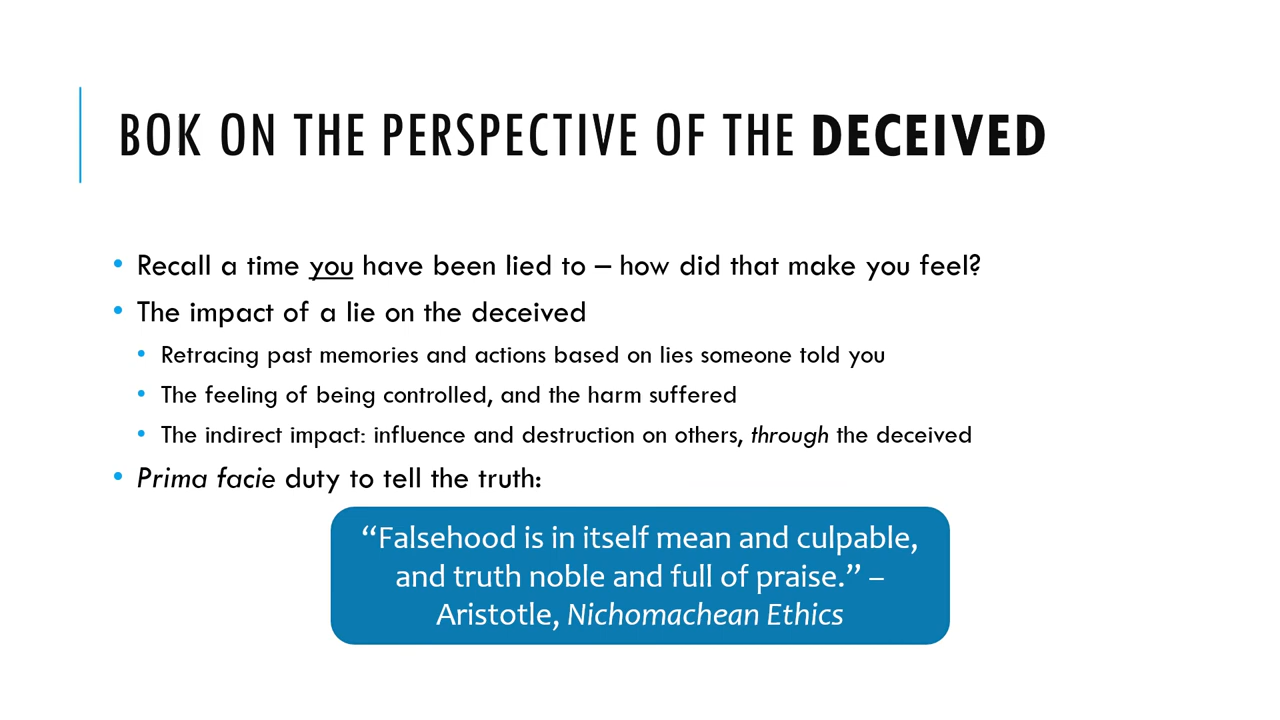 BOK ON THE PERSPECTIVE OF THE DECEIVED
• Recall a time you have been lied to – how did that make you feel?
• The impact of a lie on the deceived
• Retracing past memories and actions based on lies someone told you
• The feeling of being controlled, and the harm suffered
• The indirect impact: influence and destruction on others, through the deceived
• Prima facie duty to tell the truth:
“Falsehood is in itself mean and culpable,
and truth noble and full of praise.” –
Aristotle, Nichomachean Ethics